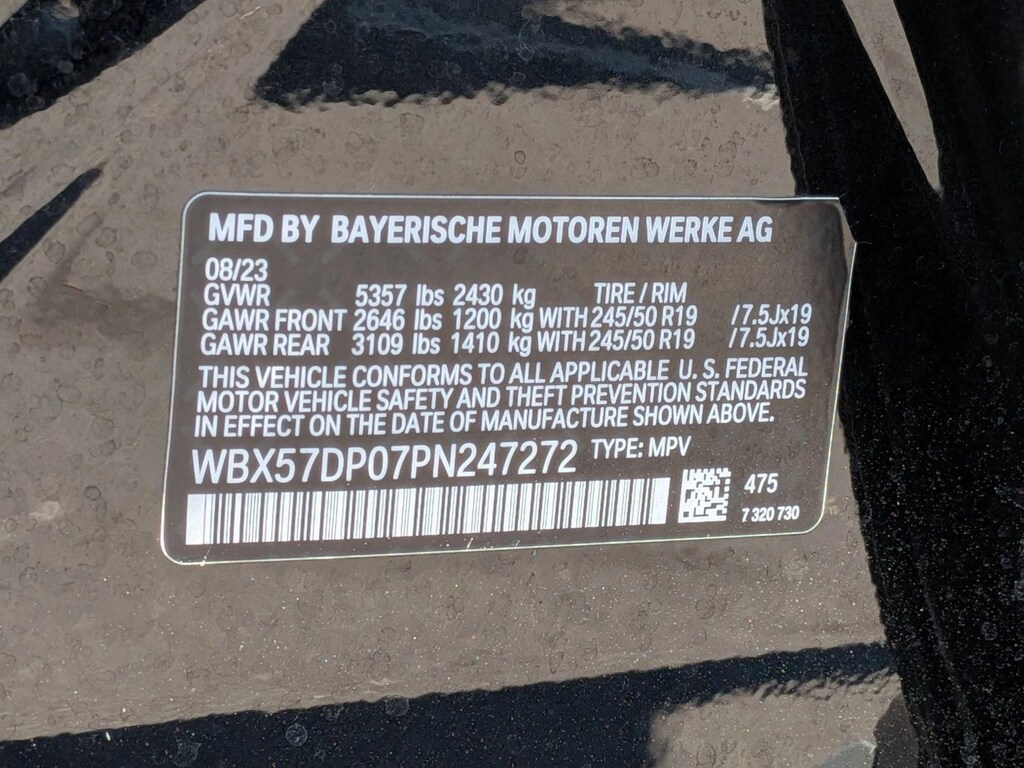 MFD BY BAYERISCHE MOTOREN WERKE AG
08/23
GVWR 5357 lbs 2430 kg TIRE / RIM
GAWR FRONT 2646 lbs 1200 kg WITH 245/50 R19 /7.5Jx19
GAWR REAR 3109 lbs 1410 kg WITH 245/50 R19 /7.5Jx19
THIS VEHICLE CONFORMS TO ALL APPLICABLE U. S. FEDERAL
MOTOR VEHICLE SAFETY AND THEFT PREVENTION STANDARDS
IN EFFECT ON THE DATE OF MANUFACTURE SHOWN ABOVE.
WBX57DP07PN247272 TYPE: MPV
475
7 320 730